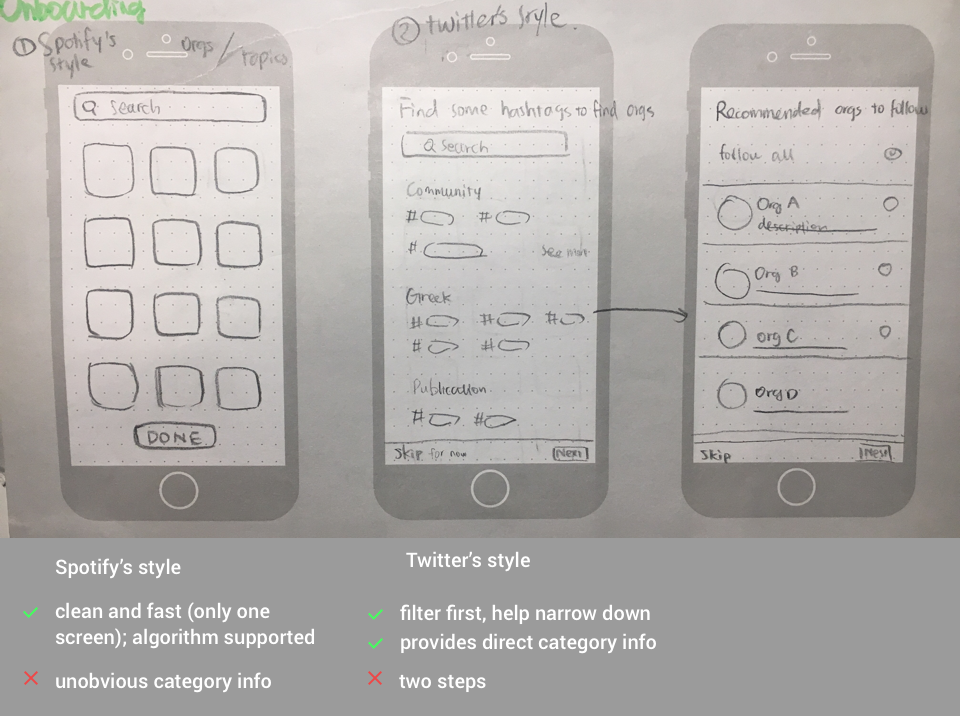 Onboarding
① Spotify's style
orgs / topics
Search
DONE
② twitter's style.
Find some hashtags to find orgs
Search
Community
# #
# see more
Greek
# # #
# #
Publication
# #
Skip for now Next
Recommended orgs to follow
follow all
Org A
description
Org B
org C
Org D
Skip Next
Spotify's style
clean and fast (only one
screen); algorithm supported
unobvious category info
Twitter's style
filter first, help narrow down
provides direct category info
two steps